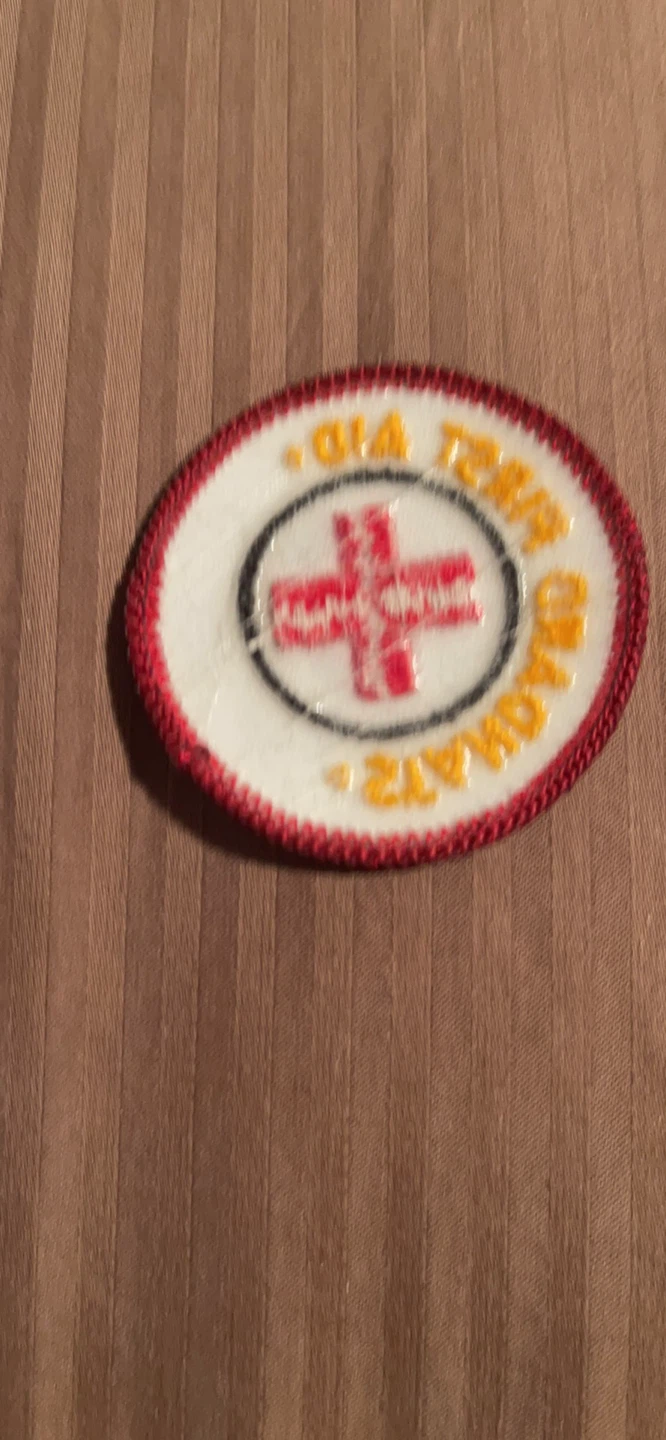 · STANDARD FIRST AID ·